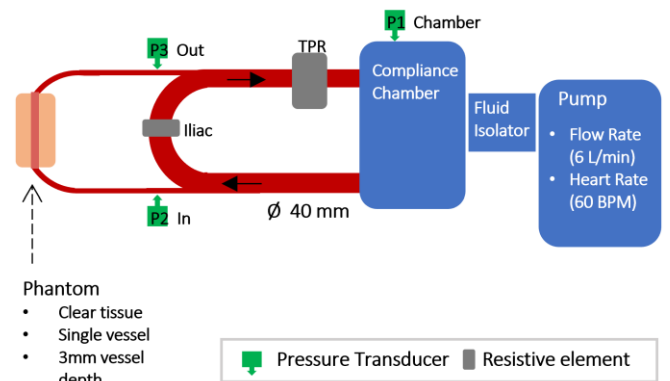 P1 Chamber
P3 Out
TPR
Compliance
Chamber
Fluid
Isolator
Pump
• Flow Rate
(6 L/min)
• Heart Rate
(60 BPM)
Iliac
P2 In
Ø 40 mm
Phantom
• Clear tissue
• Single vessel
• 3mm vessel
depth
Pressure Transducer
Resistive element